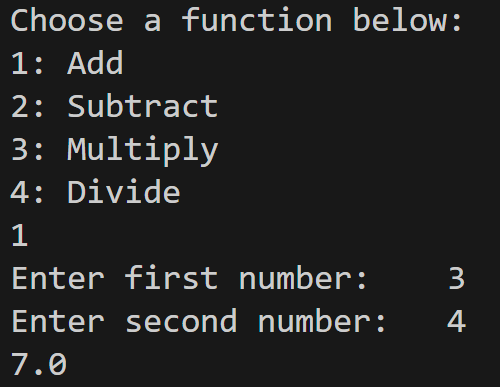 Choose a function below:
1: Add
2: Subtract
3: Multiply
4: Divide
1
Enter first number:    3
Enter second number:   4
7.0